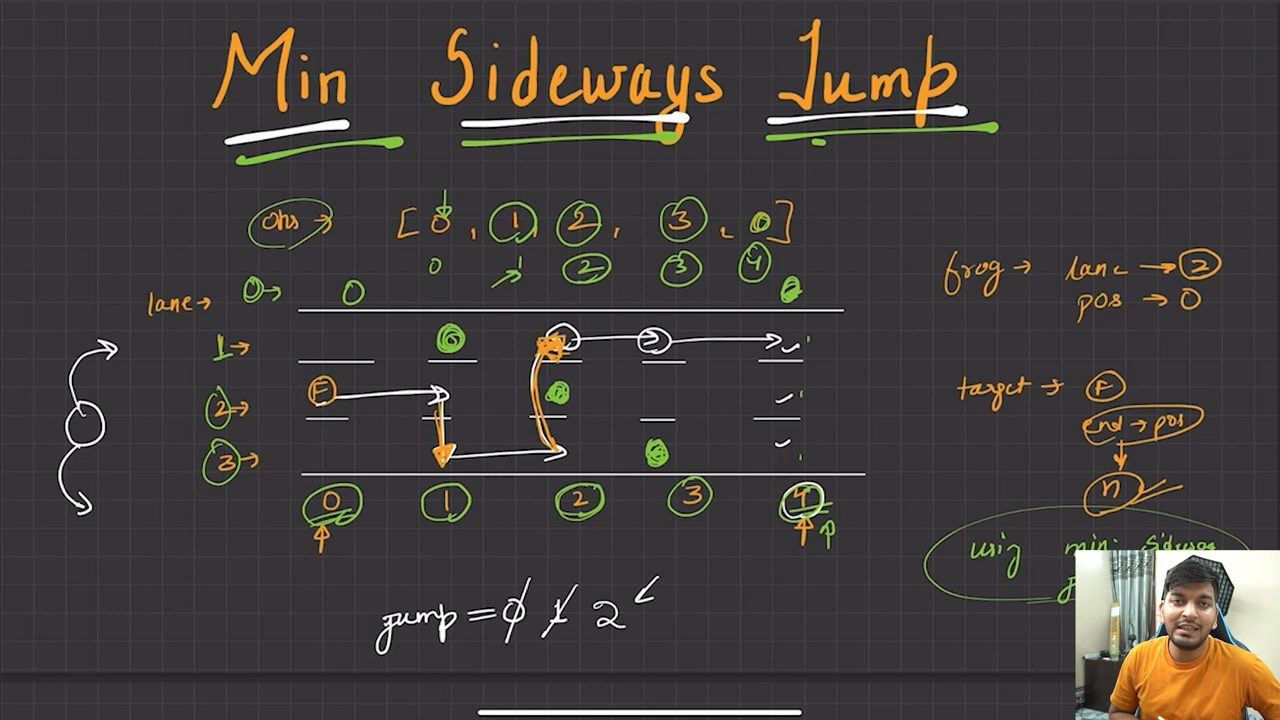 Min Sideways Jump
obs → [0, 1, 2, 3, 0]
0 1 2 3 4
lane → 0 → 0
1 →
F
2 →
3 →
0 1 2 3 4
jump = 0 1 2
frog → lane → 2
pos → 0
target → F
end → pos
n
using min sideways